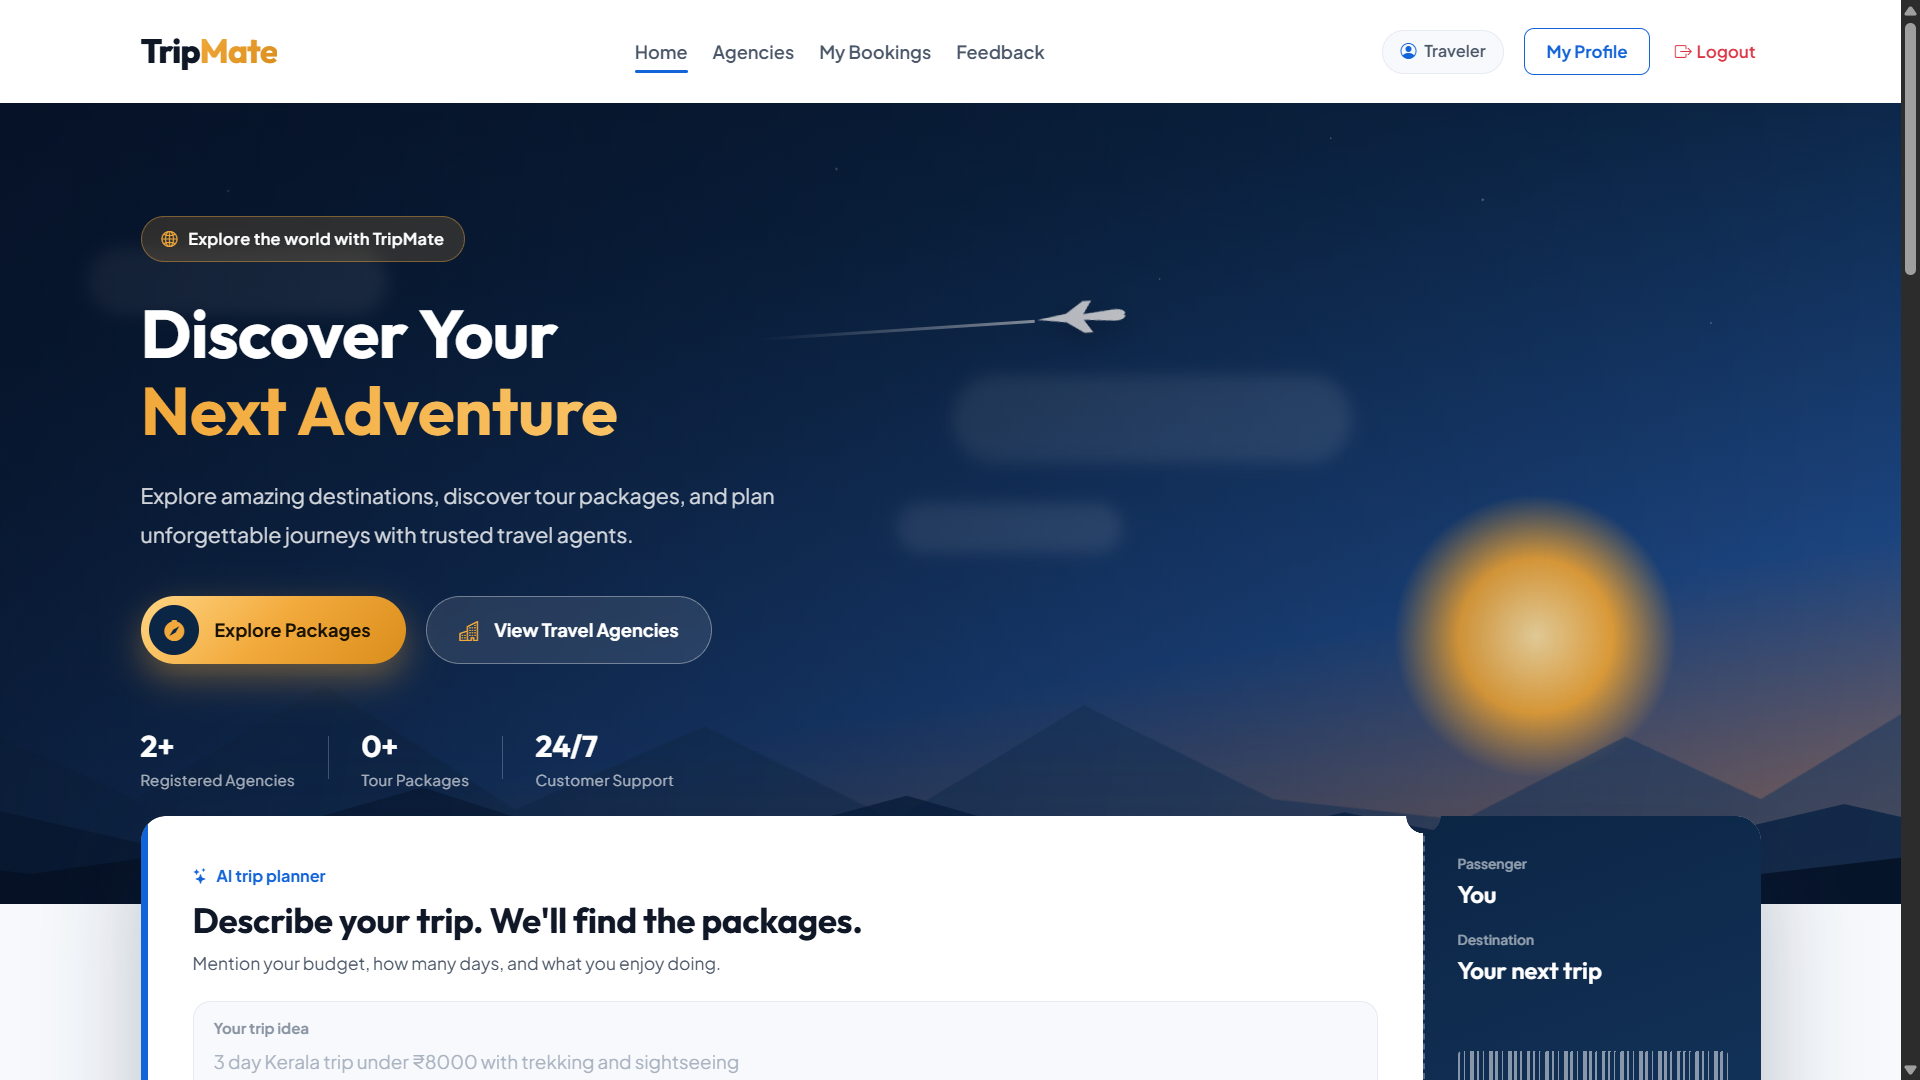 TripMate
Home
Agencies
My Bookings
Feedback
Traveler
My Profile
Logout
Explore the world with TripMate
Discover Your
Next Adventure
Explore amazing destinations, discover tour packages, and plan
unforgettable journeys with trusted travel agents.
Explore Packages
View Travel Agencies
2+
Registered Agencies
0+
Tour Packages
24/7
Customer Support
AI trip planner
Describe your trip. We'll find the packages.
Mention your budget, how many days, and what you enjoy doing.
Your trip idea
3 day Kerala trip under ₹8000 with trekking and sightseeing
Passenger
You
Destination
Your next trip